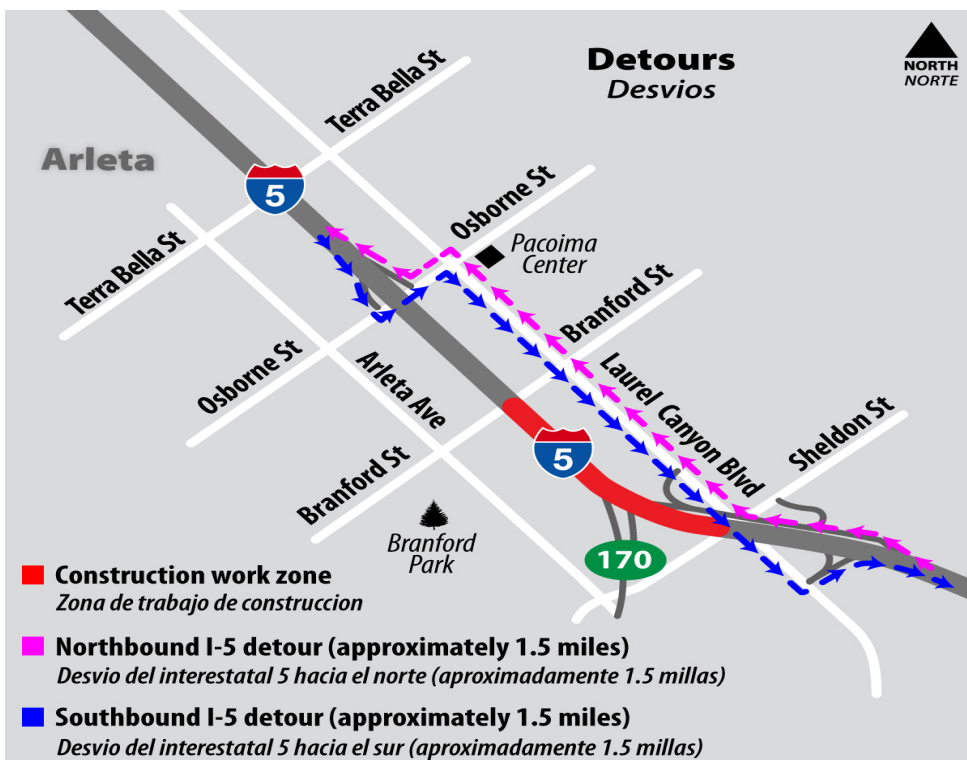 Detours
Desvios
NORTH
NORTE
Terra Bella St
Arleta
5
Osborne St
Pacoima
Center
Terra Bella St
Branford St
Osborne St
Arleta Ave
Laurel Canyon Blvd
Sheldon St
5
Branford St
Branford
Park
170
Construction work zone
Zona de trabajo de construccion
Northbound I-5 detour (approximately 1.5 miles)
Desvio del interestatal 5 hacia el norte (aproximadamente 1.5 millas)
Southbound I-5 detour (approximately 1.5 miles)
Desvio del interestatal 5 hacia el sur (aproximadamente 1.5 millas)